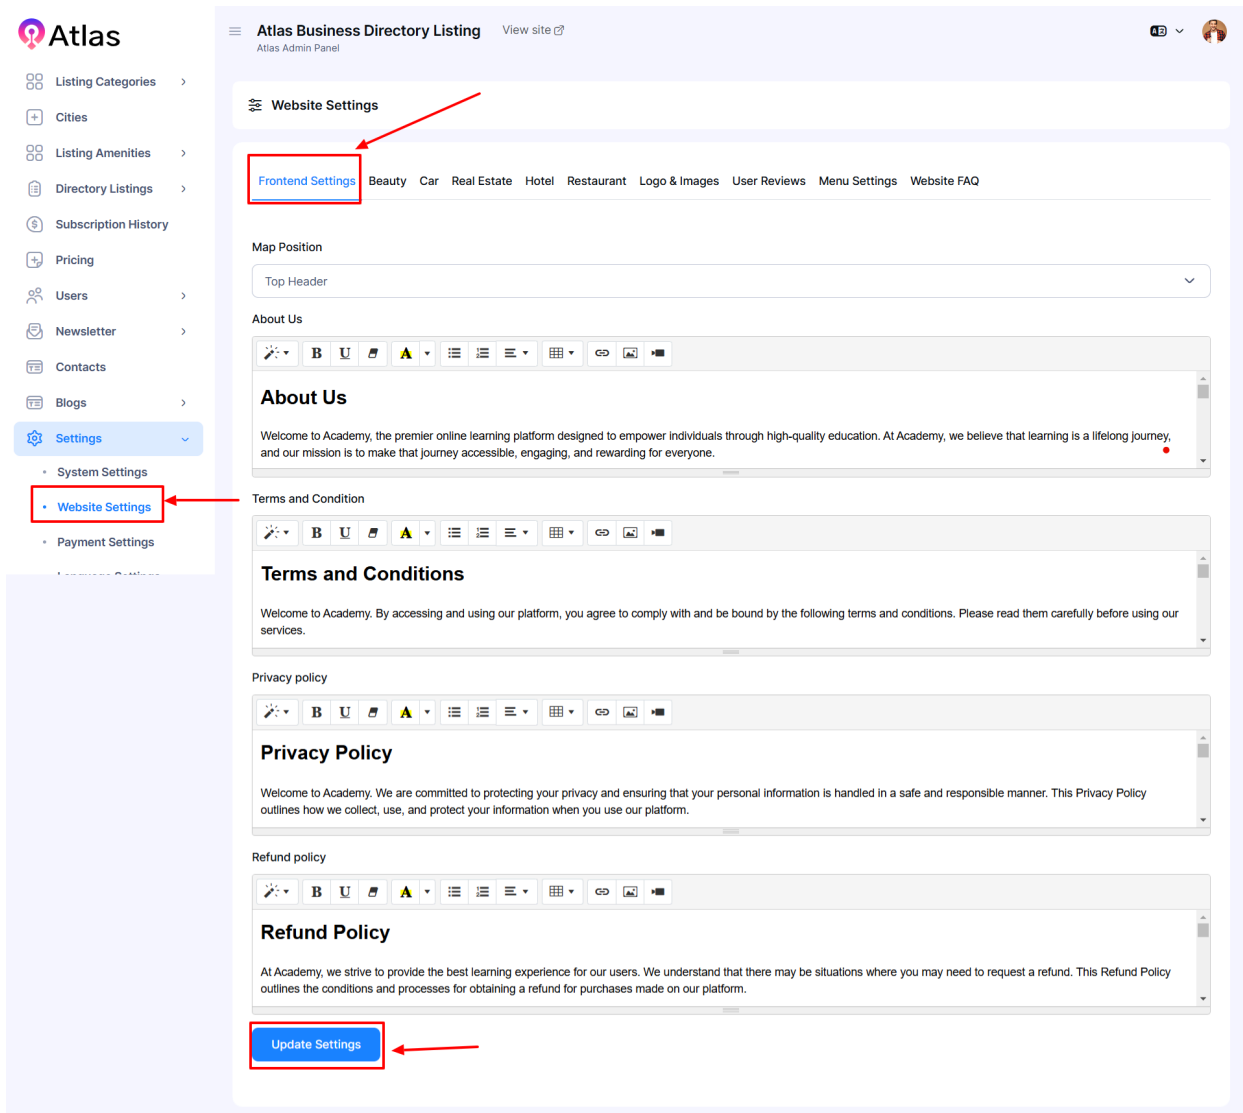 Atlas
Listing Categories
Cities
Listing Amenities
Directory Listings
Subscription History
Pricing
Users
Newsletter
Contacts
Blogs
Settings
System Settings
Website Settings
Payment Settings
Atlas Business Directory Listing
View site
Atlas Admin Panel
Website Settings
Frontend Settings Beauty Car Real Estate Hotel Restaurant Logo & Images User Reviews Menu Settings Website FAQ
Map Position
Top Header
About Us
B U A
About Us
Welcome to Academy, the premier online learning platform designed to empower individuals through high-quality education. At Academy, we believe that learning is a lifelong journey,
and our mission is to make that journey accessible, engaging, and rewarding for everyone.
Terms and Condition
B U A
Terms and Conditions
Welcome to Academy. By accessing and using our platform, you agree to comply with and be bound by the following terms and conditions. Please read them carefully before using our
services.
Privacy policy
B U A
Privacy Policy
Welcome to Academy. We are committed to protecting your privacy and ensuring that your personal information is handled in a safe and responsible manner. This Privacy Policy
outlines how we collect, use, and protect your information when you use our platform.
Refund policy
B U A
Refund Policy
At Academy, we strive to provide the best learning experience for our users. We understand that there may be situations where you may need to request a refund. This Refund Policy
outlines the conditions and processes for obtaining a refund for purchases made on our platform.
Update Settings